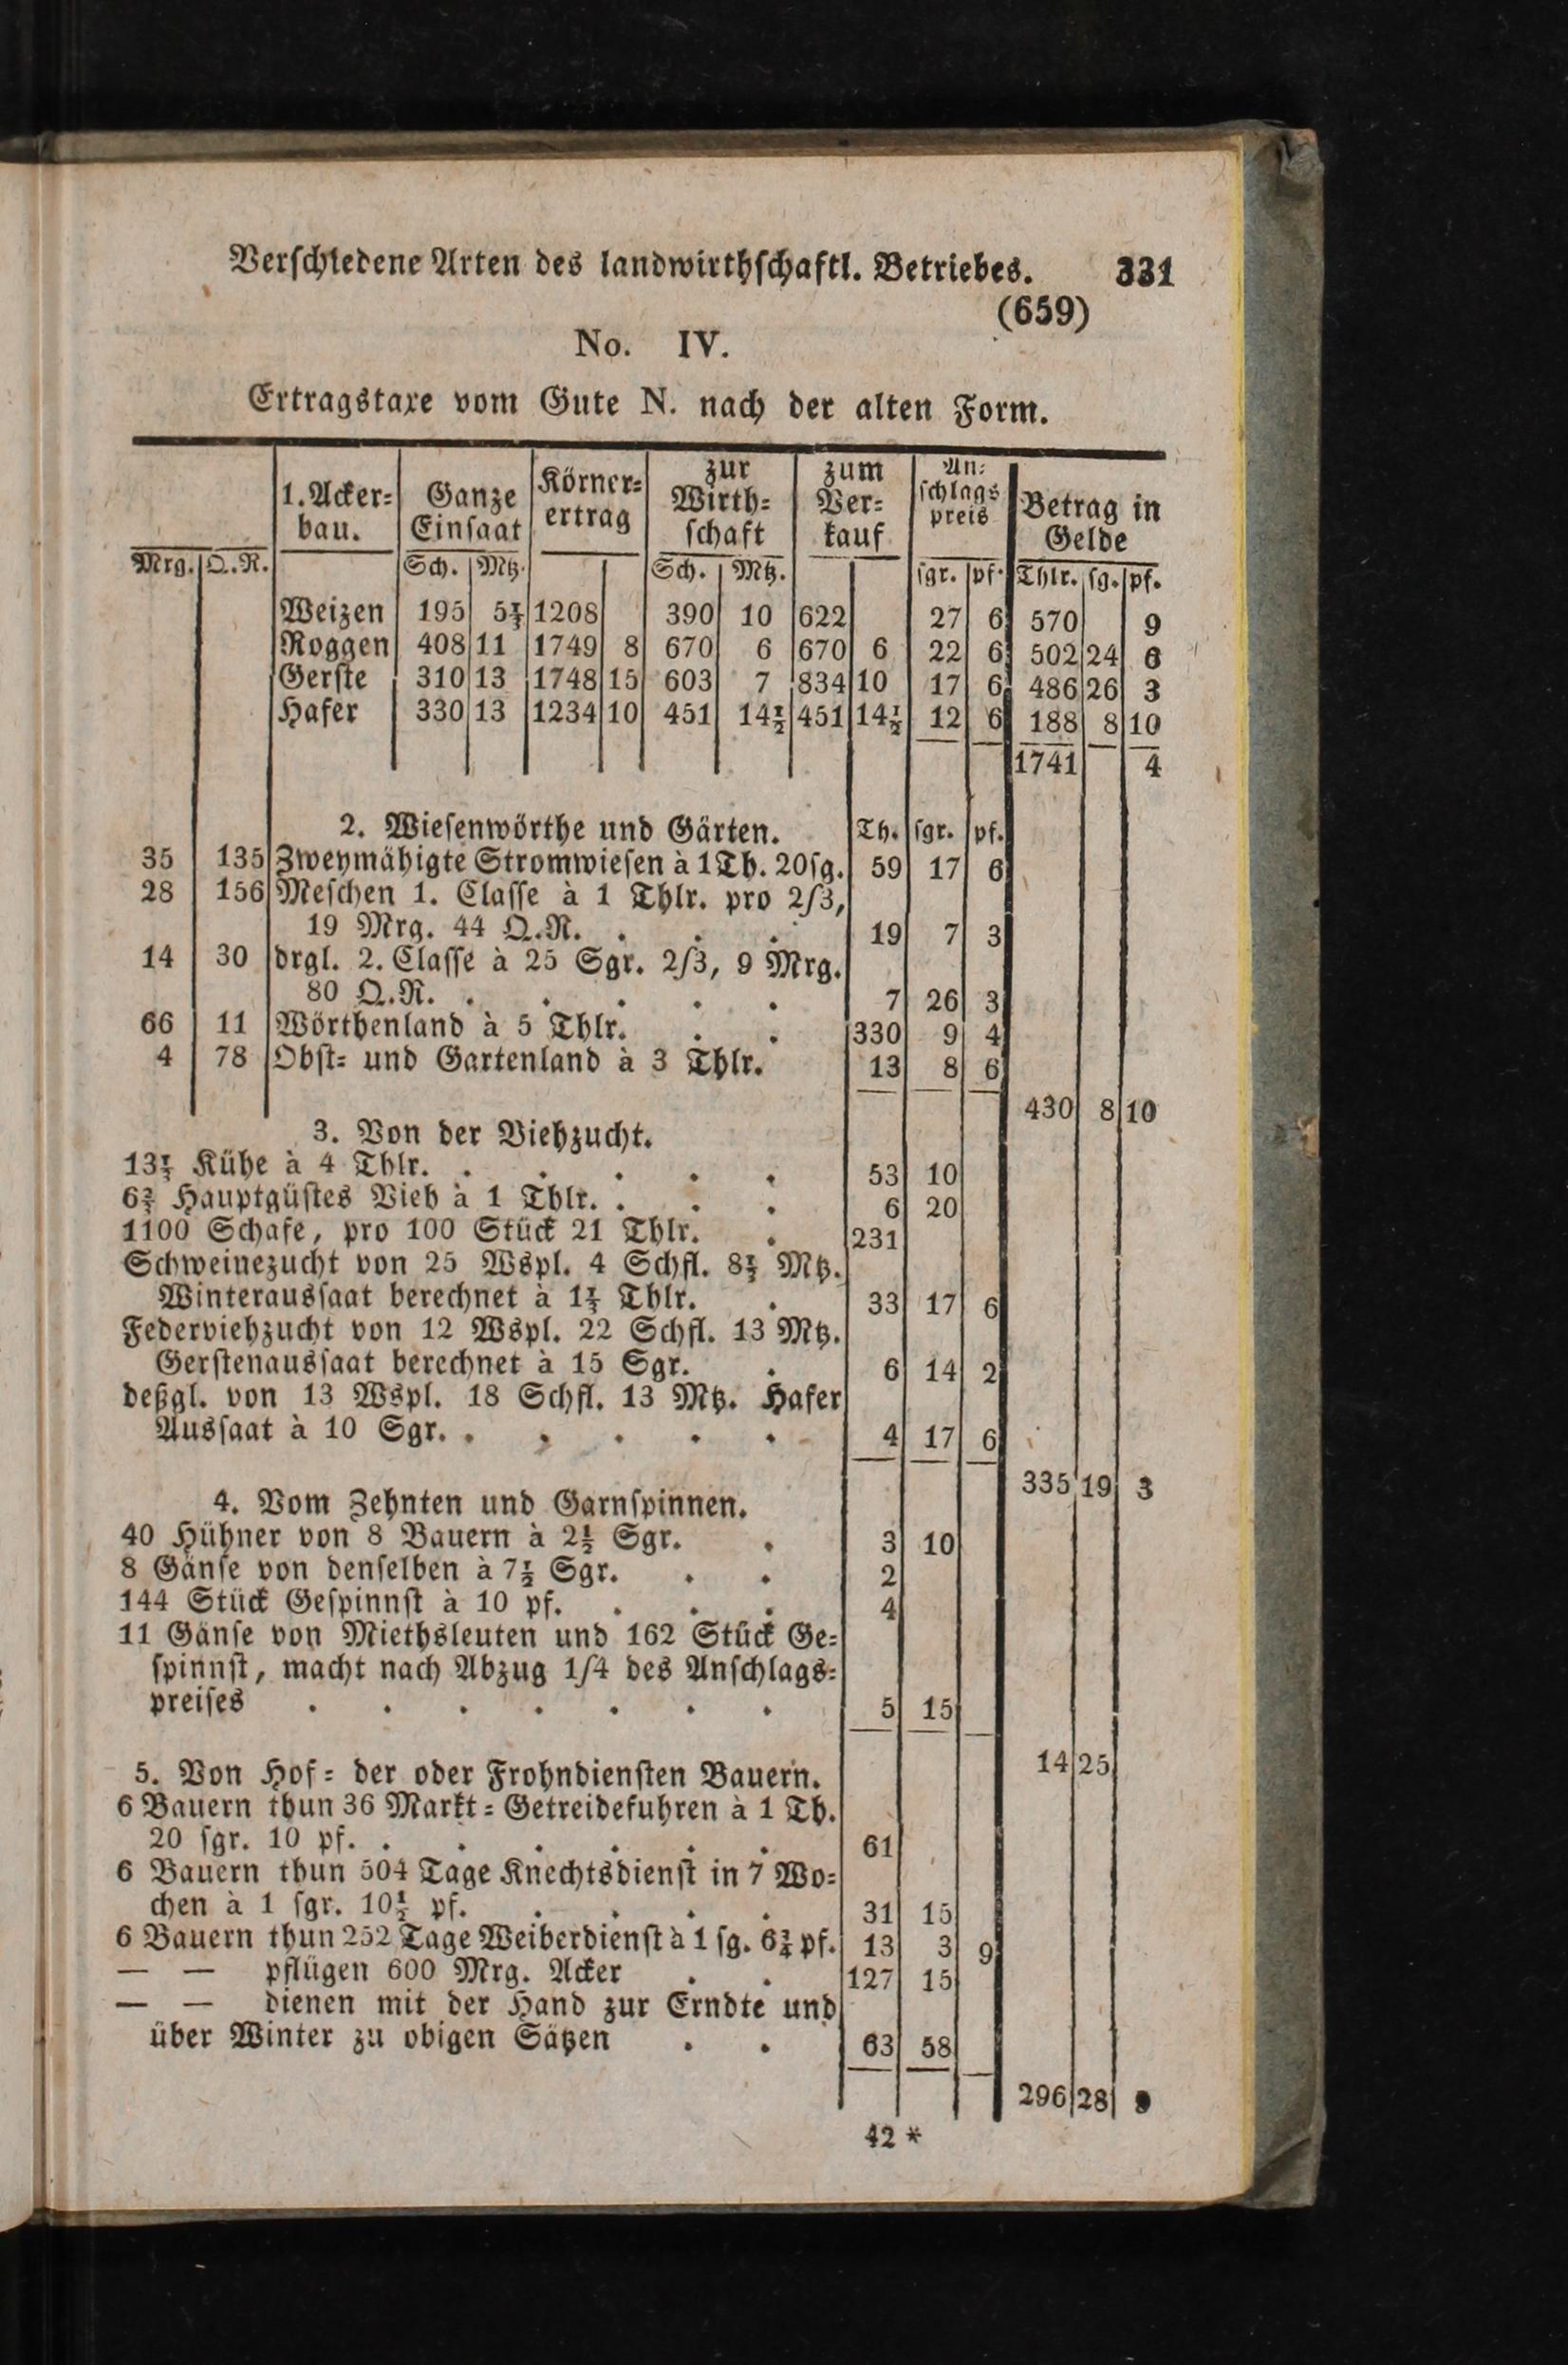 Verſchiedene Arten des landwirthſchaftl. Betriebes. 331
(659)
No. IV.
Ertragstaxe vom Gute N. nach der alten Form.
Mrg. Q.R. 1. Acker= bau. Ganze Einſaat Körner= ertrag zur Wirth= ſchaft zum Ver= kauf An= ſchlags preis Betrag in Gelde
Sch. Mtz. Sch. Mtz. ſgr. pf. Thlr. ſg. pf.
Weizen 195 5½ 1208 390 10 622 27 6 570 9
Roggen 408 11 1749 8 670 6 670 6 22 6 502 24 6
Gerſte 310 13 1748 15 603 7 834 10 17 6 486 26 3
Hafer 330 13 1234 10 451 14½ 451 14½ 12 6 188 8 10
1741 4
2. Wieſenwörthe und Gärten. Th. ſgr. pf.
35 135 Zweymähigte Stromwieſen à 1 Th. 20 ſg. 59 17 6
28 156 Meſchen 1. Claſſe à 1 Thlr. pro 2/3,
19 Mrg. 44 Q.R. . . . 19 7 3
14 30 drgl. 2. Claſſe à 25 Sgr. 2/3, 9 Mrg.
80 Q.R. . . . . . 7 26 3
66 11 Wörthenland à 5 Thlr. . . 330 9 4
4 78 Obſt= und Gartenland à 3 Thlr. 13 8 6
430 8 10
3. Von der Viehzucht.
13⅓ Kühe à 4 Thlr. . . . . . 53 10
6⅔ Hauptgüſtes Vieh à 1 Thlr. . . . 6 20
1100 Schafe, pro 100 Stück 21 Thlr. . 231
Schweinezucht von 25 Wspl. 4 Schfl. 8½ Mtz.
Winterausſaat berechnet à 1⅓ Thlr. . 33 17 6
Federviehzucht von 12 Wspl. 22 Schfl. 13 Mtz.
Gerſtenausſaat berechnet à 15 Sgr. . 6 14 2
deßgl. von 13 Wspl. 18 Schfl. 13 Mtz. Hafer
Ausſaat à 10 Sgr. . . . . . 4 17 6
335 19 3
4. Vom Zehnten und Garnſpinnen.
40 Hühner von 8 Bauern à 2½ Sgr. . 3 10
8 Gänſe von denſelben à 7½ Sgr. . . 2
144 Stück Geſpinnſt à 10 pf. . . . 4
11 Gänſe von Miethsleuten und 162 Stück Ge=
ſpinnſt, macht nach Abzug 1/4 des Anſchlags=
preiſes . . . . . . . 5 15
14 25
5. Von Hof= der oder Frohndienſten Bauern.
6 Bauern thun 36 Markt=Getreidefuhren à 1 Th.
20 ſgr. 10 pf. . . . . . . 61
6 Bauern thun 504 Tage Knechtsdienſt in 7 Wo=
chen à 1 ſgr. 10½ pf. . . . . 31 15
6 Bauern thun 252 Tage Weiberdienſt à 1 ſg. 6¾ pf. 13 3 9
— — pflügen 600 Mrg. Acker . . 127 15
— — dienen mit der Hand zur Erndte und
über Winter zu obigen Sätzen . . 63 58
296 28 9
42 *